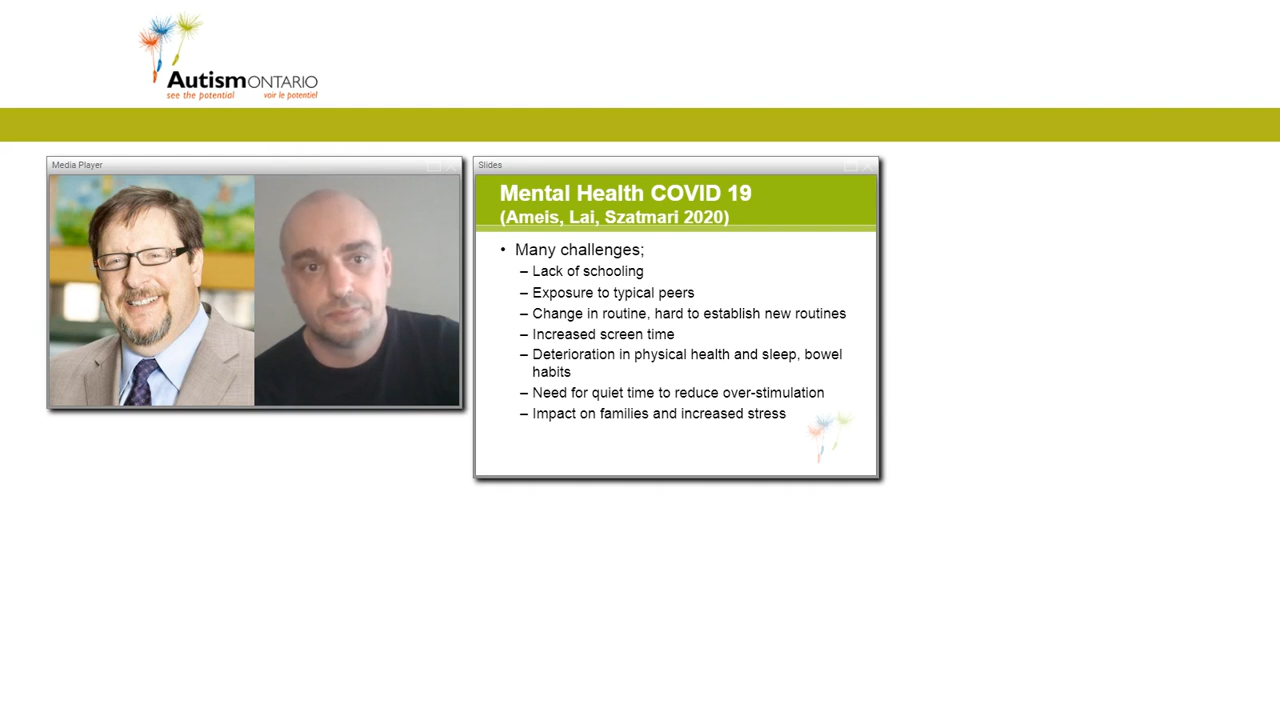 Autism ONTARIO
see the potential voir le potentiel
Media Player
Slides
Mental Health COVID 19
(Ameis, Lai, Szatmari 2020)
• Many challenges;
– Lack of schooling
– Exposure to typical peers
– Change in routine, hard to establish new routines
– Increased screen time
– Deterioration in physical health and sleep, bowel
habits
– Need for quiet time to reduce over-stimulation
– Impact on families and increased stress